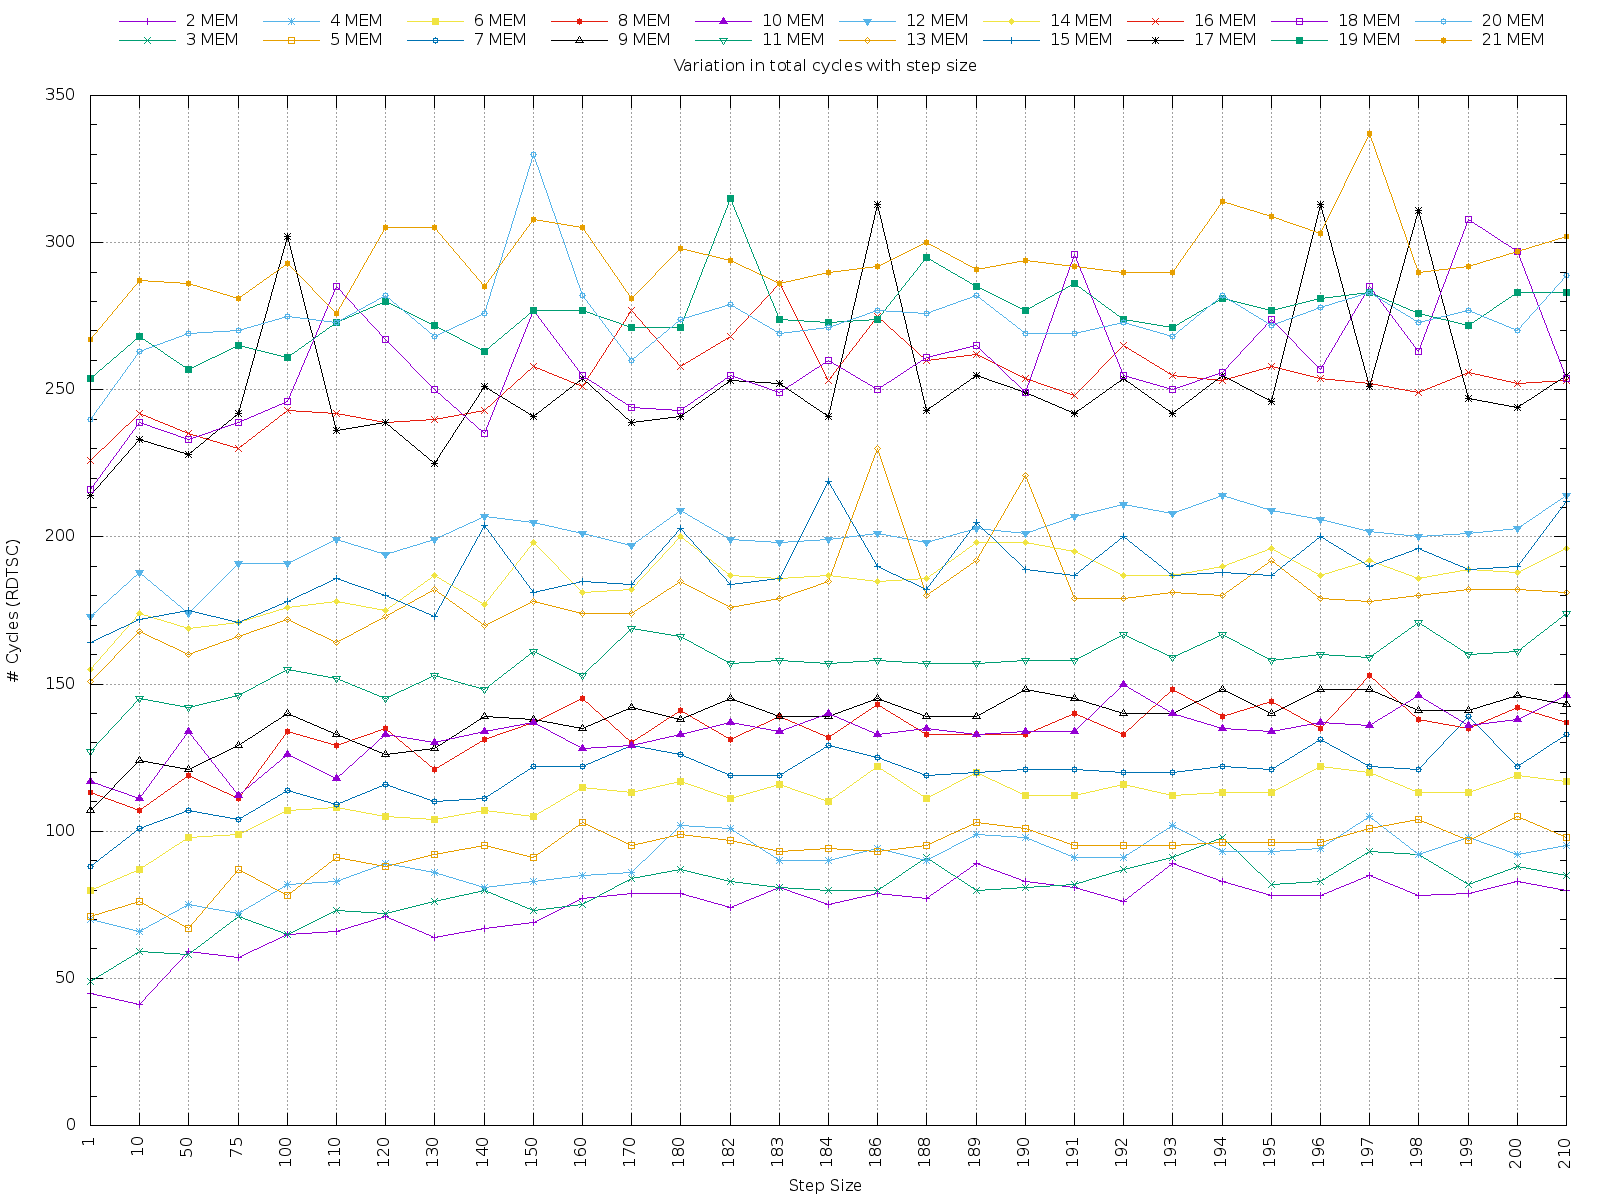 2 MEM 4 MEM 6 MEM 8 MEM 10 MEM 12 MEM 14 MEM 16 MEM 18 MEM 20 MEM
3 MEM 5 MEM 7 MEM 9 MEM 11 MEM 13 MEM 15 MEM 17 MEM 19 MEM 21 MEM
Variation in total cycles with step size
350
300
250
200
150
100
50
0
# Cycles (RDTSC)
1 10 50 75 100 110 120 130 140 150 160 170 180 182 183 184 186 188 189 190 191 192 193 194 195 196 197 198 199 200 210
Step Size